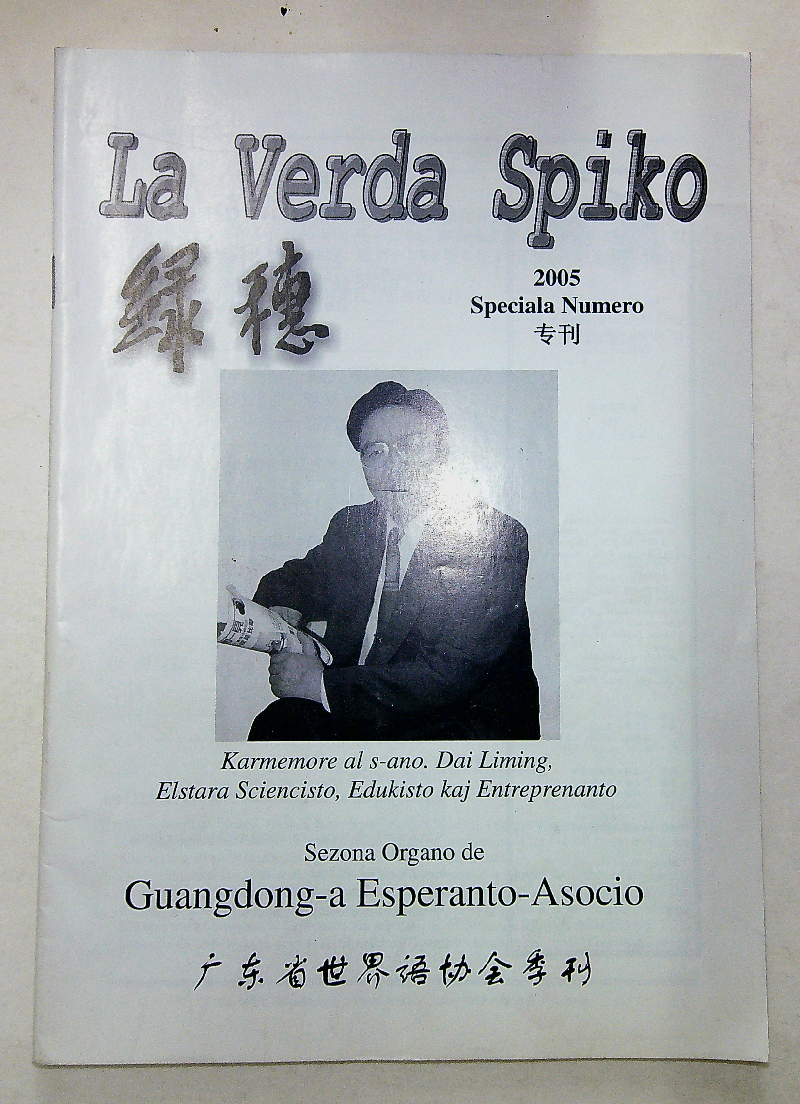 La Verda Spiko
綠穗
2005
Speciala Numero
专刊
Karmemore al s-ano. Dai Liming,
Elstara Sciencisto, Edukisto kaj Entreprenanto
Sezona Organo de
Guangdong-a Esperanto-Asocio
广东省世界语协会季刊